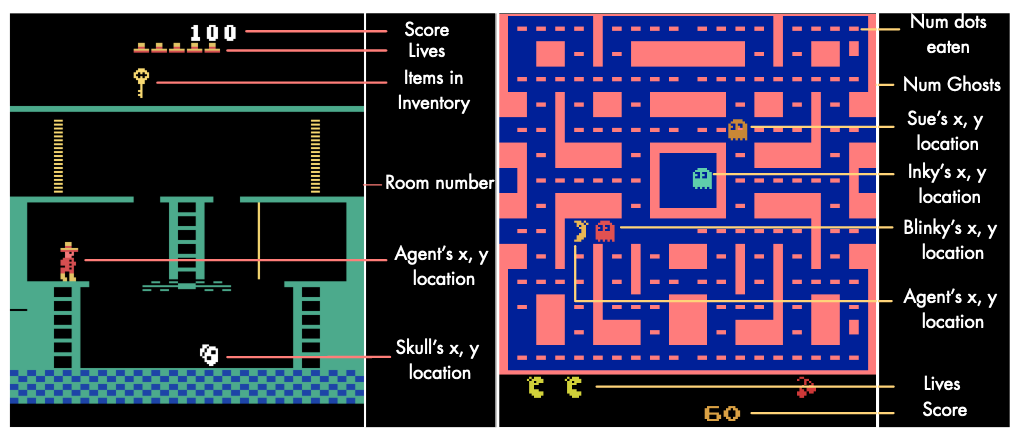 100
Score
Lives
Items in
Inventory
Room number
Agent's x, y
location
Skull's x, y
location
Num dots
eaten
Num Ghosts
Sue's x, y
location
Inky's x, y
location
Blinky's x, y
location
Agent's x, y
location
Lives
Score
60